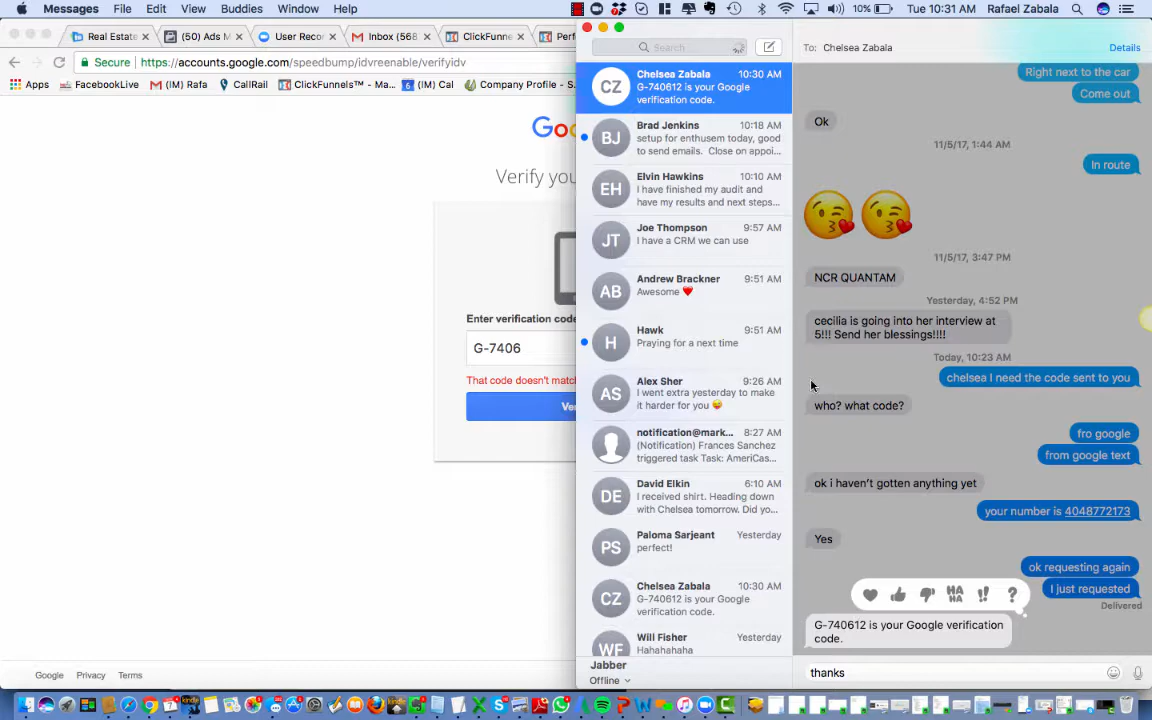 Messages File Edit View Buddies Window Help 10% Tue 10:31 AM Rafael Zabala
Real Estate (50) Ads M User Recor Inbox (568 ClickFunne Perf
Secure https://accounts.google.com/speedbump/idvreenable/verifyidv
Apps FacebookLive (IM) Rafa CallRail ClickFunnels™ - Ma... (IM) Cal Company Profile - S...
Goo
Verify you
Enter verification code
G-7406
That code doesn't match
Ver
Google Privacy Terms
Search
Chelsea Zabala 10:30 AM
G-740612 is your Google
verification code.
BJ Brad Jenkins 10:18 AM
setup for enthusem today, good
to send emails. Close on appoi...
EH Elvin Hawkins 10:10 AM
I have finished my audit and
have my results and next steps...
JT Joe Thompson 9:57 AM
I have a CRM we can use
AB Andrew Brackner 9:51 AM
Awesome ❤️
H Hawk 9:51 AM
Praying for a next time
AS Alex Sher 9:26 AM
I went extra yesterday to make
it harder for you 😜
notification@mark... 8:27 AM
(Notification) Frances Sanchez
triggered task Task: AmeriCas...
DE David Elkin 6:10 AM
I received shirt. Heading down
with Chelsea tomorrow. Did yo...
PS Paloma Sarjeant Yesterday
perfect!
CZ Chelsea Zabala 10:30 AM
G-740612 is your Google
verification code.
WF Will Fisher Yesterday
Hahahahaha
Jabber
Offline
To: Chelsea Zabala Details
Right next to the car
Come out
Ok
11/5/17, 1:44 AM
In route
😘😘
11/5/17, 3:47 PM
NCR QUANTAM
Yesterday, 4:52 PM
cecilia is going into her interview at
5!!! Send her blessings!!!!
Today, 10:23 AM
chelsea I need the code sent to you
who? what code?
fro google
from google text
ok i haven't gotten anything yet
your number is 4048772173
Yes
ok requesting again
I just requested
Delivered
HA HA !! ?
G-740612 is your Google verification
code.
thanks